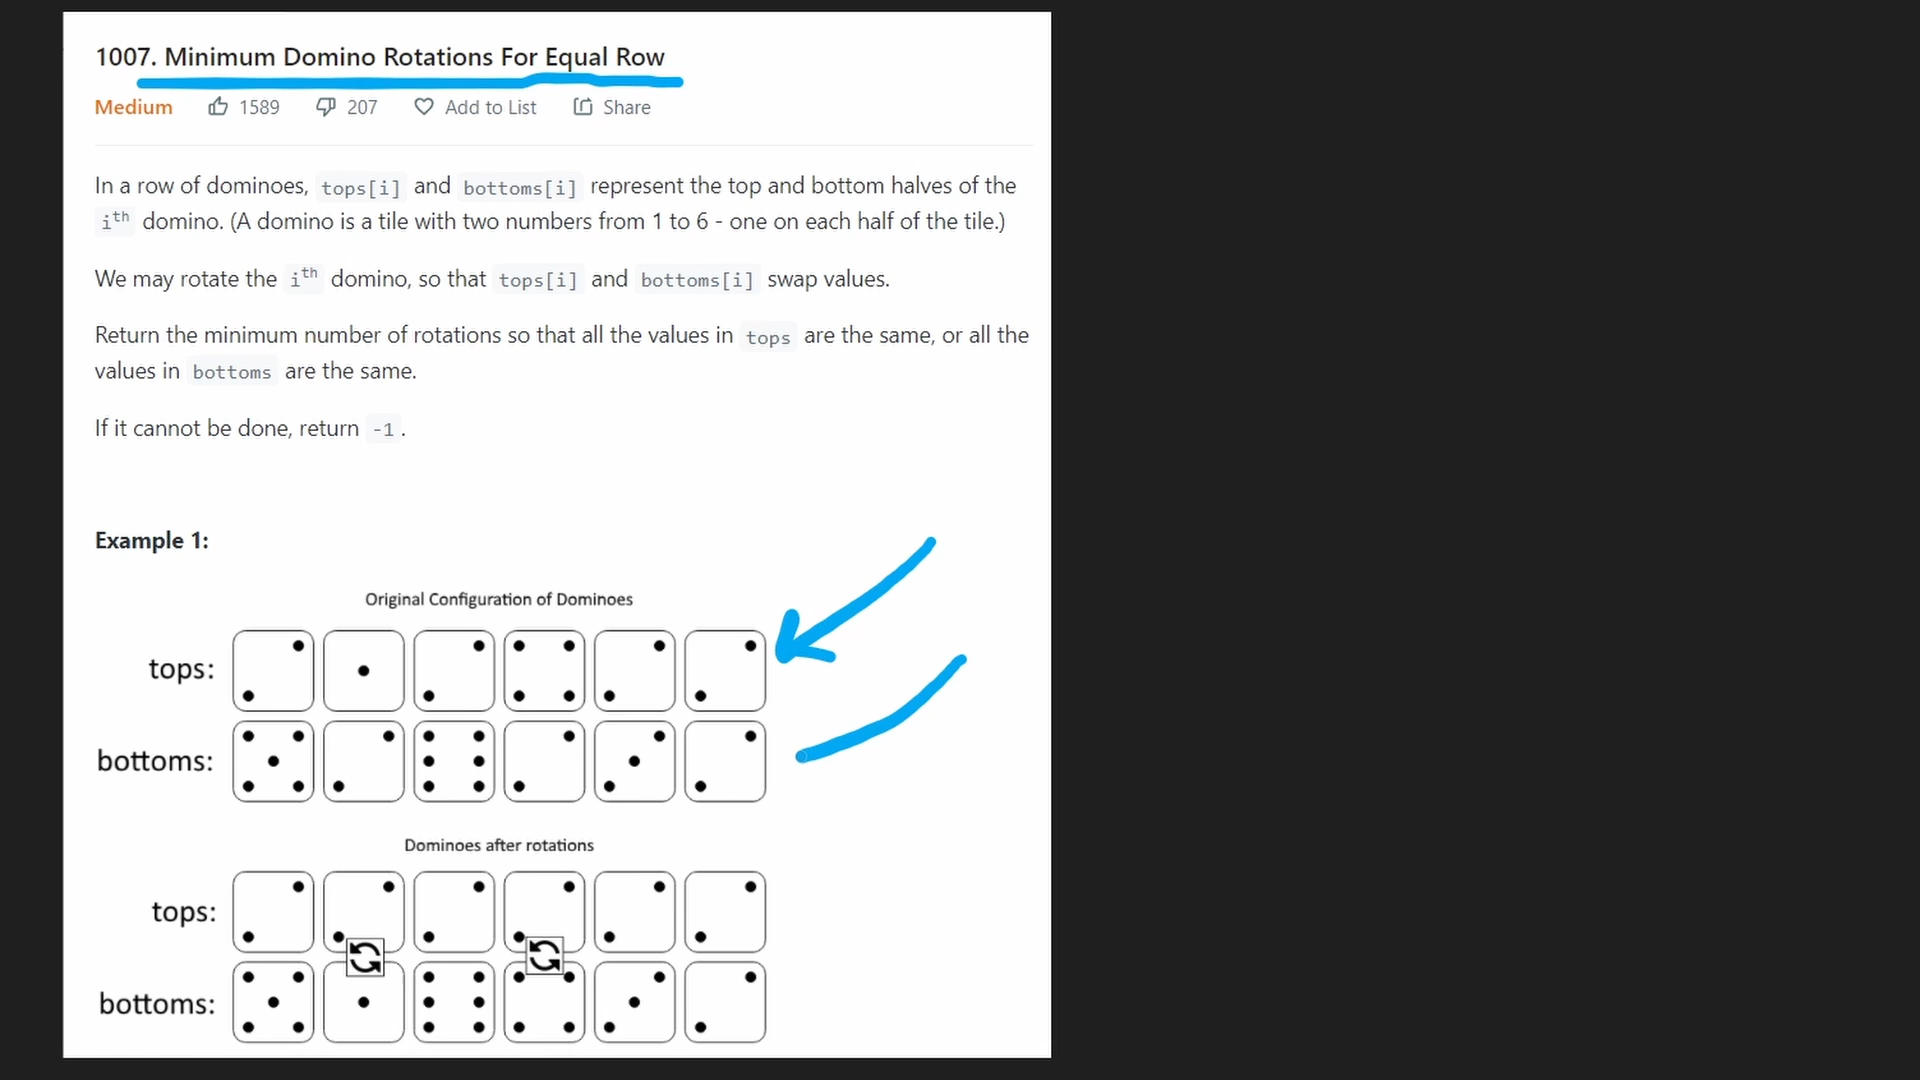 1007. Minimum Domino Rotations For Equal Row
Medium 1589 207 Add to List Share
In a row of dominoes, tops[i] and bottoms[i] represent the top and bottom halves of the
ith domino. (A domino is a tile with two numbers from 1 to 6 - one on each half of the tile.)
We may rotate the ith domino, so that tops[i] and bottoms[i] swap values.
Return the minimum number of rotations so that all the values in tops are the same, or all the
values in bottoms are the same.
If it cannot be done, return -1.
Example 1:
Original Configuration of Dominoes
tops:
bottoms:
Dominoes after rotations
tops:
bottoms: